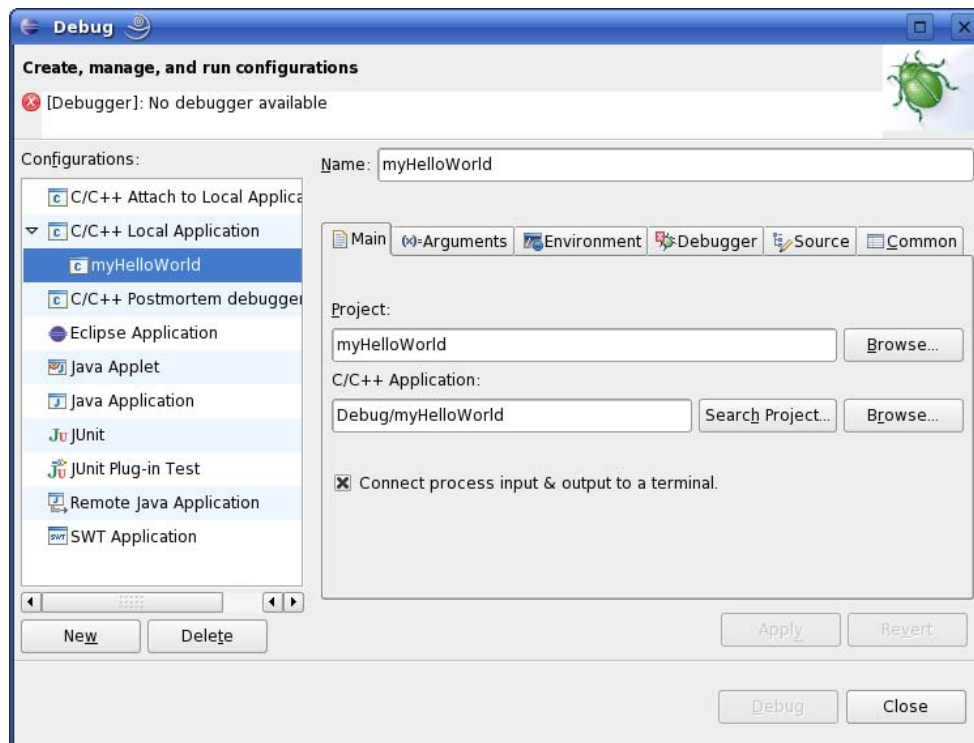 Debug
Create, manage, and run configurations
[Debugger]: No debugger available
Configurations:
C/C++ Attach to Local Applica
C/C++ Local Application
myHelloWorld
C/C++ Postmortem debugger
Eclipse Application
Java Applet
Java Application
JUnit
JUnit Plug-in Test
Remote Java Application
SWT Application
New Delete
Name: myHelloWorld
Main (x)=Arguments Environment Debugger Source Common
Project:
myHelloWorld Browse...
C/C++ Application:
Debug/myHelloWorld Search Project... Browse...
Connect process input & output to a terminal.
Apply Revert
Debug Close